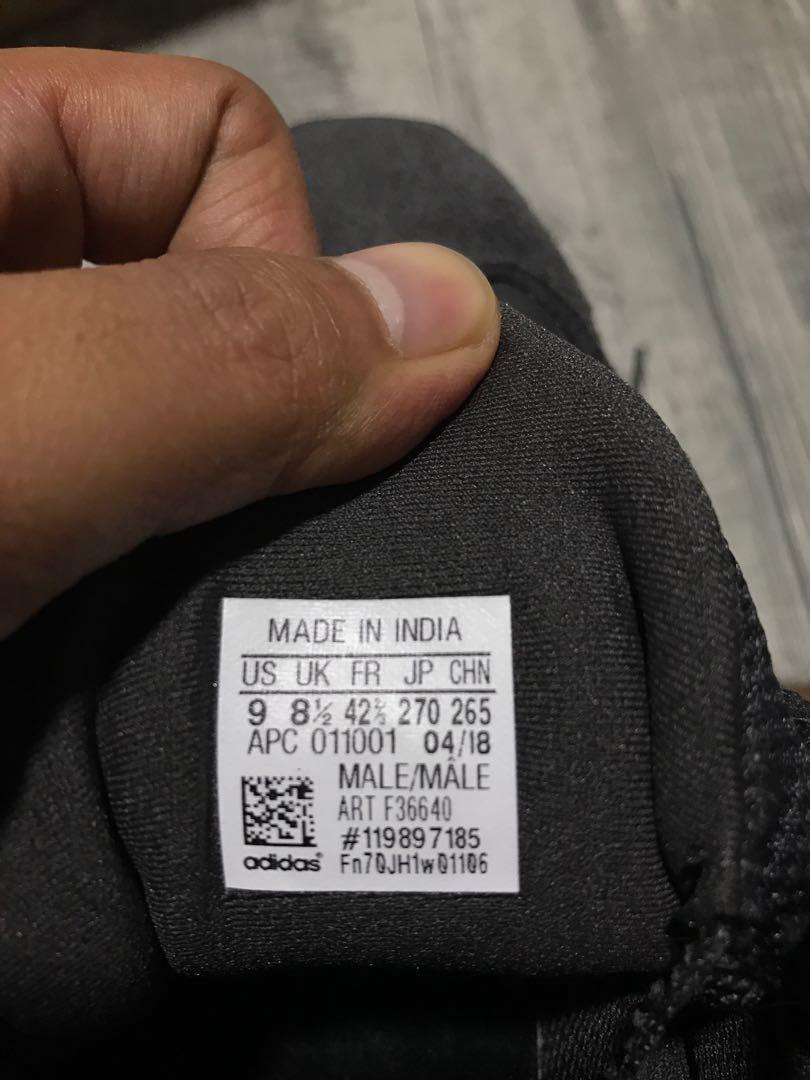 MADE IN INDIA
US UK FR JP CHN
9 8½ 42⅔ 270 265
APC 011001 04/18
MALE/MÂLE
ART F36640
#119897185
adidas® Fn70JH1w01106